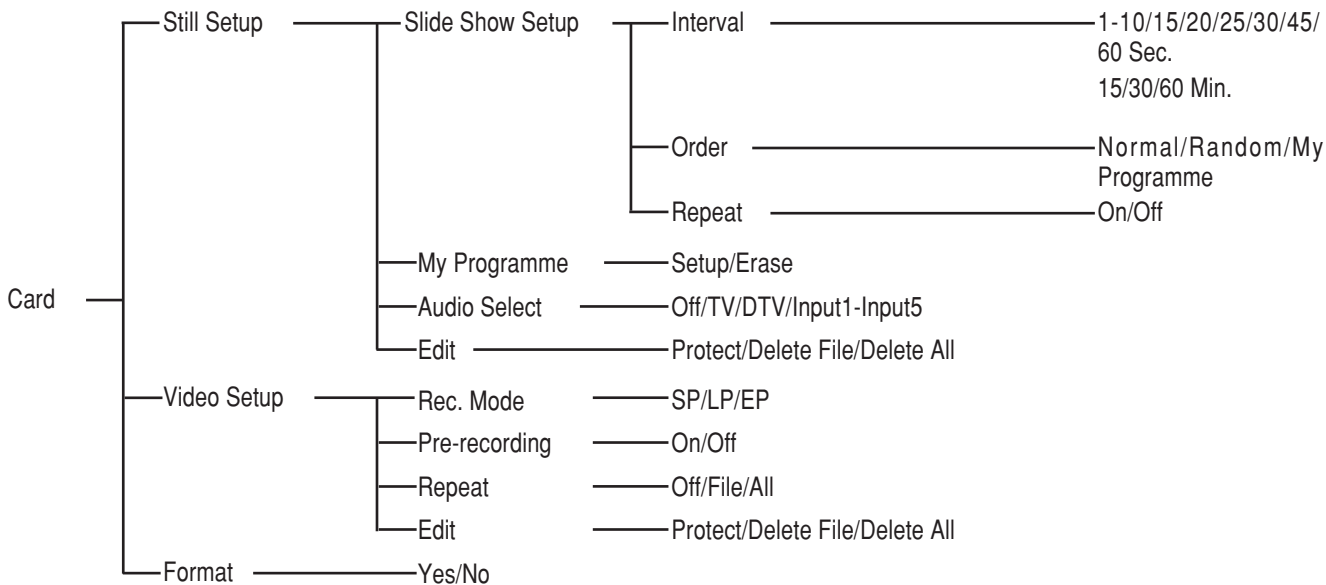 Still Setup Slide Show Setup Interval 1-10/15/20/25/30/45/
60 Sec.
15/30/60 Min.
Order Normal/Random/My
Programme
Repeat On/Off
My Programme Setup/Erase
Card Audio Select Off/TV/DTV/Input1-Input5
Edit Protect/Delete File/Delete All
Video Setup Rec. Mode SP/LP/EP
Pre-recording On/Off
Repeat Off/File/All
Edit Protect/Delete File/Delete All
Format Yes/No